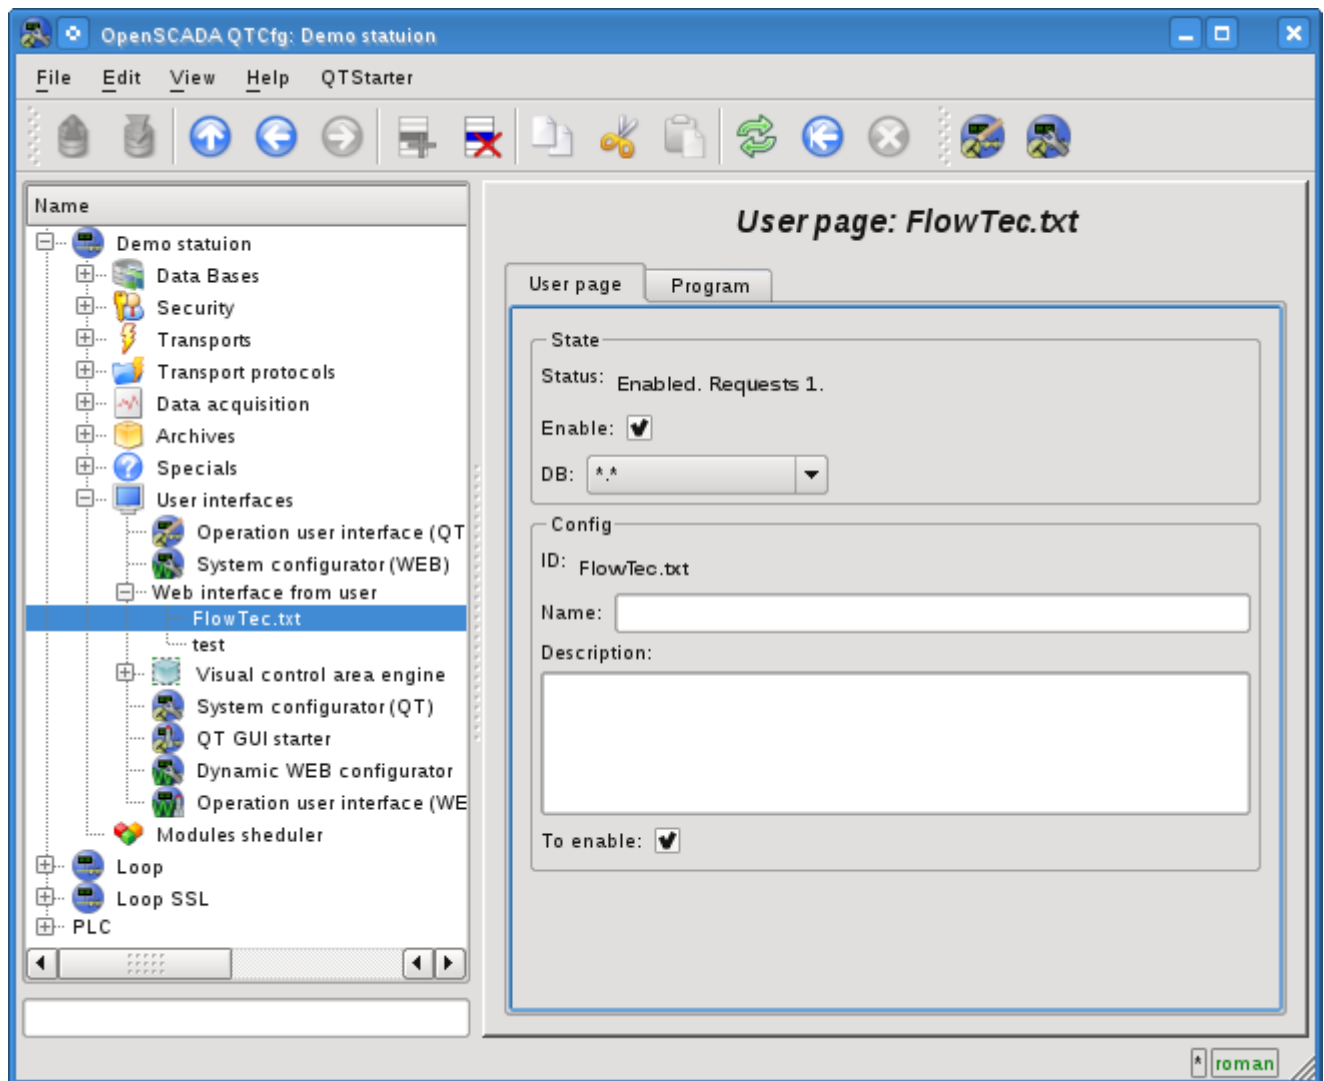 OpenSCADA QTCfg: Demo statuion
File Edit View Help QTStarter
Name
Demo statuion
Data Bases
Security
Transports
Transport protocols
Data acquisition
Archives
Specials
User interfaces
Operation user interface (QT
System configurator (WEB)
Web interface from user
FlowTec.txt
test
Visual control area engine
System configurator (QT)
QT GUI starter
Dynamic WEB configurator
Operation user interface (WE
Modules sheduler
Loop
Loop SSL
PLC
User page: FlowTec.txt
User page Program
State
Status: Enabled. Requests 1.
Enable:
DB: *.*
Config
ID: FlowTec.txt
Name:
Description:
To enable:
* roman